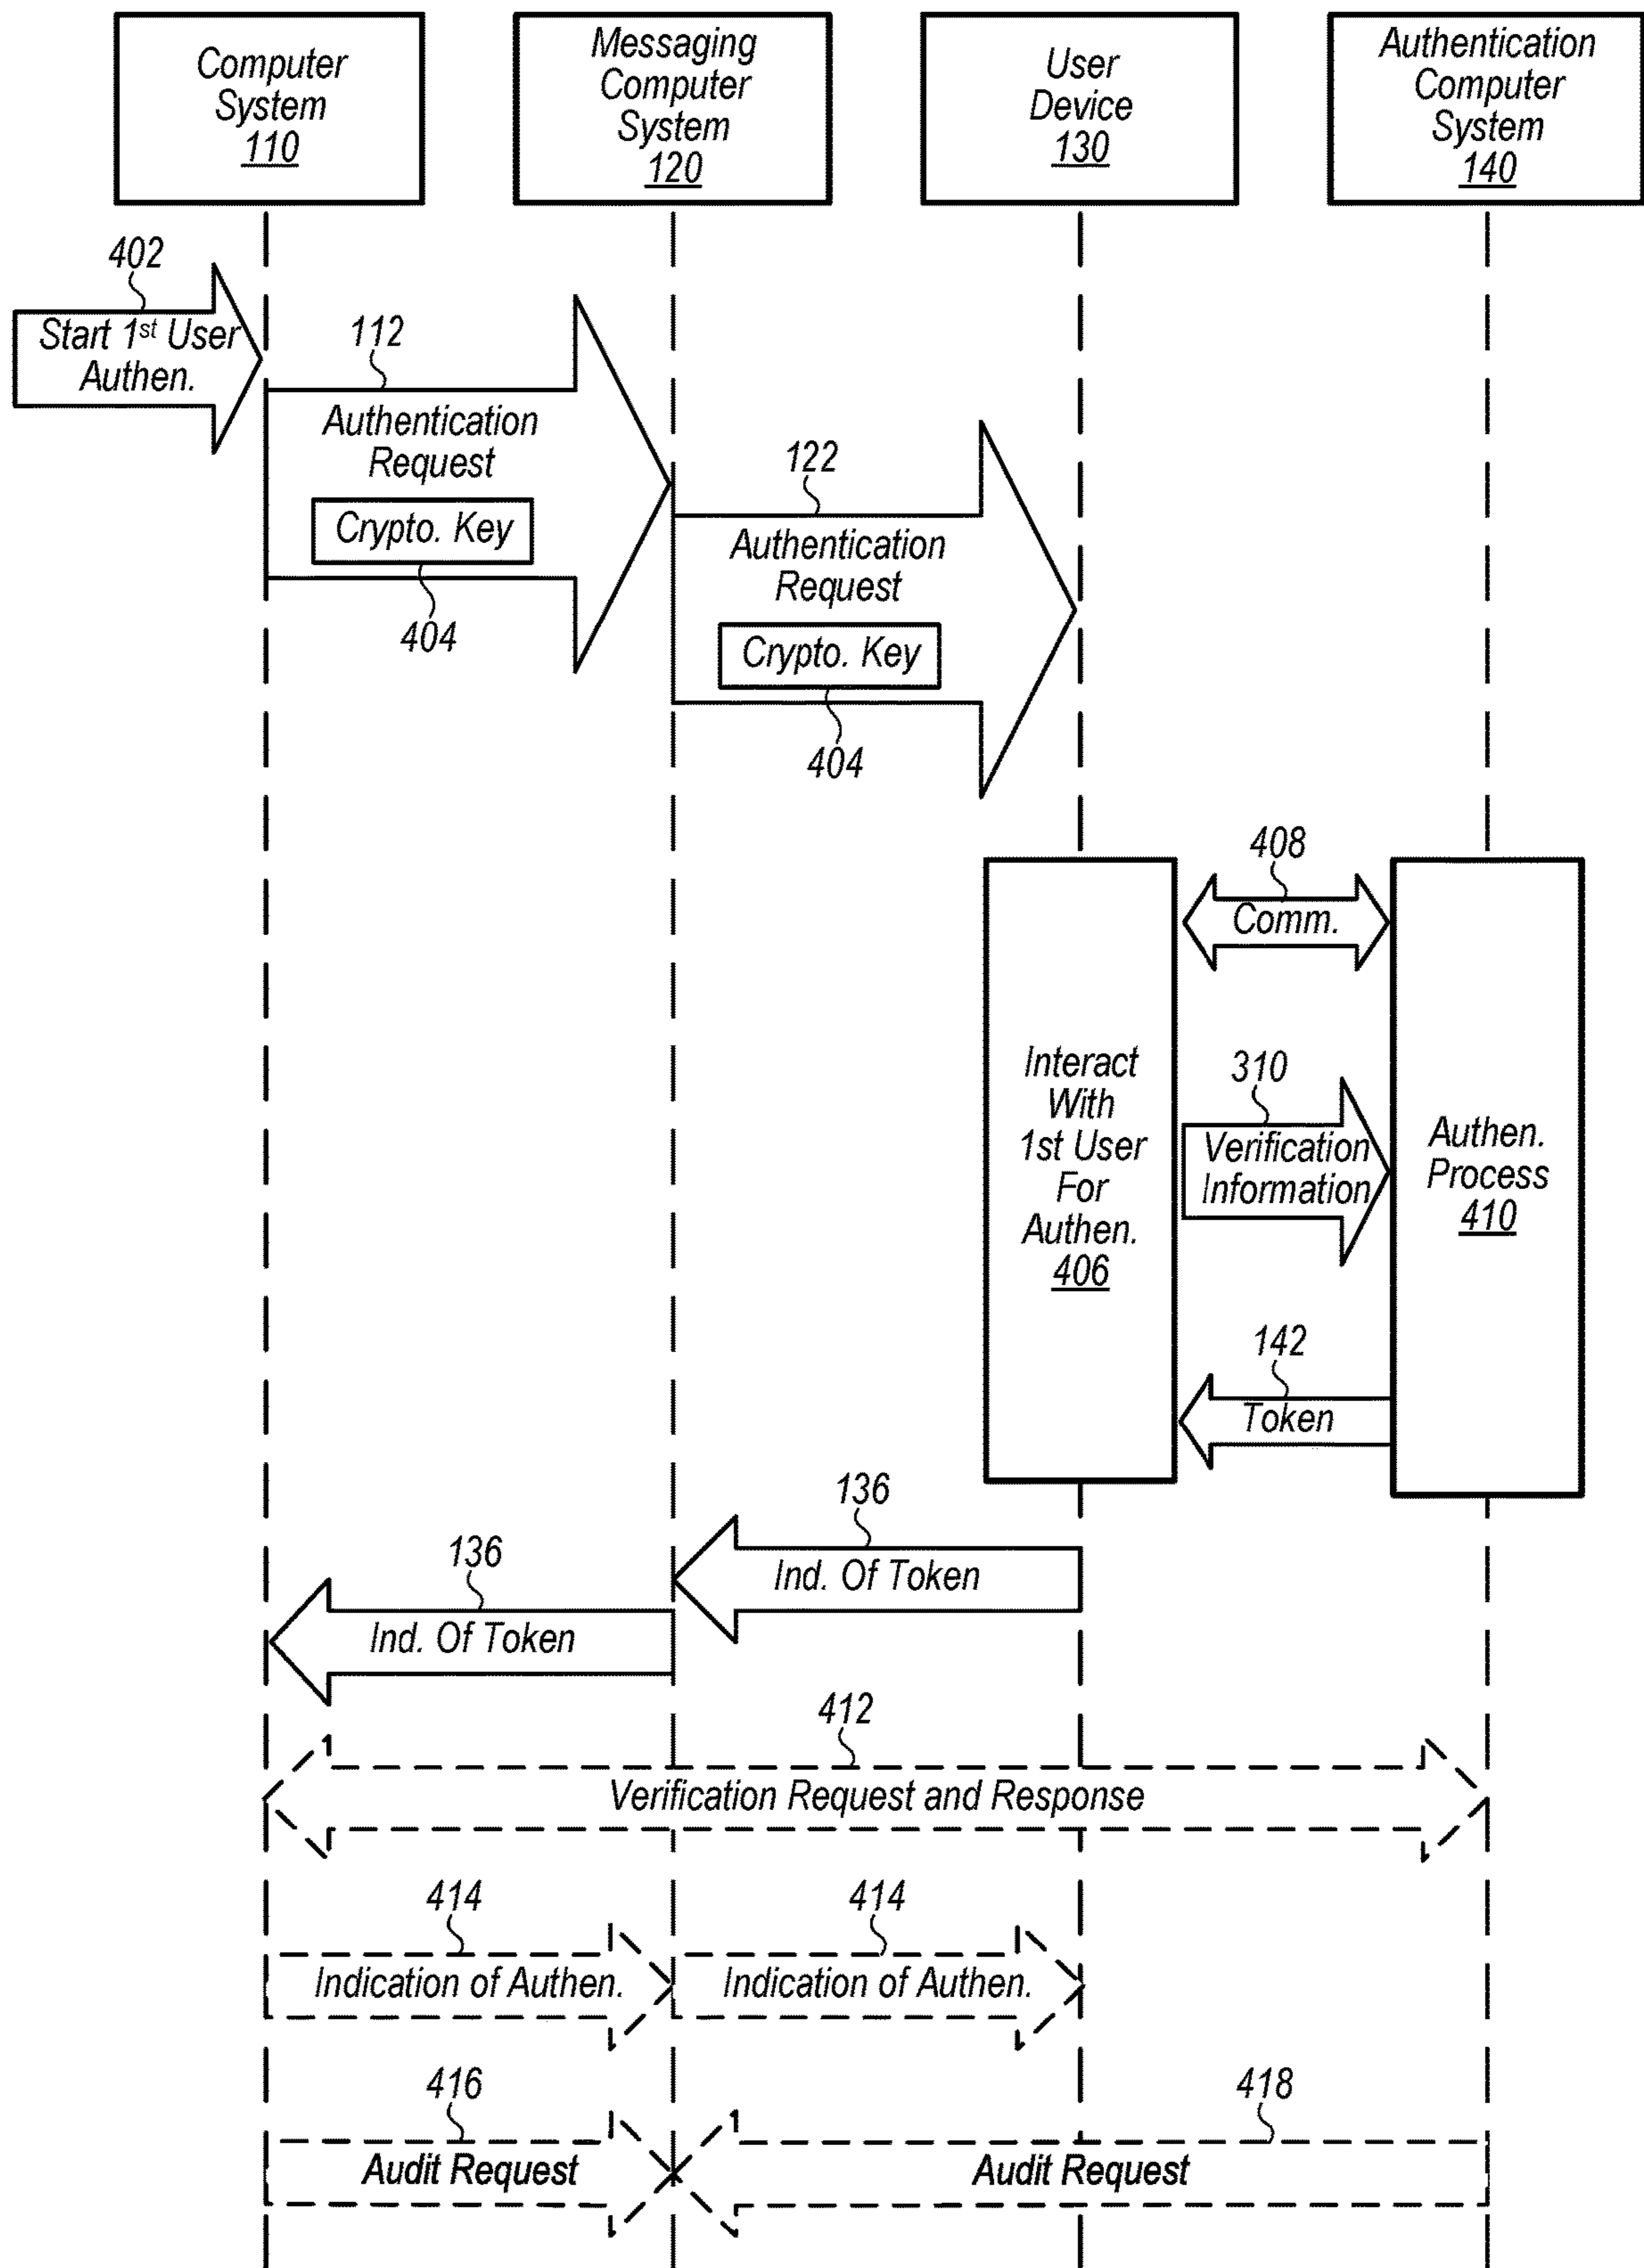 Computer
System
110
Messaging
Computer
System
120
User
Device
130
Authentication
Computer
System
140
402
Start 1st User
Authen.
112
Authentication
Request
Crypto. Key
404
122
Authentication
Request
Crypto. Key
404
408
Comm.
Interact
With
1st User
For
Authen.
406
310
Verification
Information
Authen.
Process
410
142
Token
136
Ind. Of Token
136
Ind. Of Token
412
Verification Request and Response
414
Indication of Authen.
414
Indication of Authen.
416
Audit Request
418
Audit Request